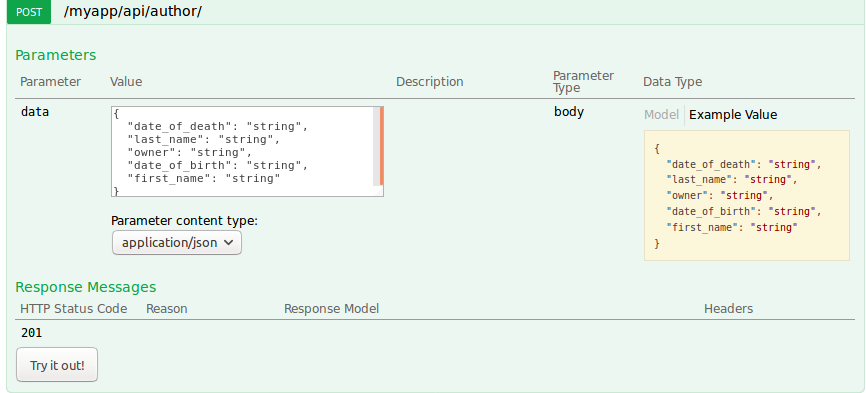 POST /myapp/api/author/
Parameters
Parameter Value Description Parameter Type Data Type
data
{
"date_of_death": "string",
"last_name": "string",
"owner": "string",
"date_of_birth": "string",
"first_name": "string"
}
Parameter content type:
application/json
body
Model Example Value
{
"date_of_death": "string",
"last_name": "string",
"owner": "string",
"date_of_birth": "string",
"first_name": "string"
}
Response Messages
HTTP Status Code Reason Response Model Headers
201
Try it out!